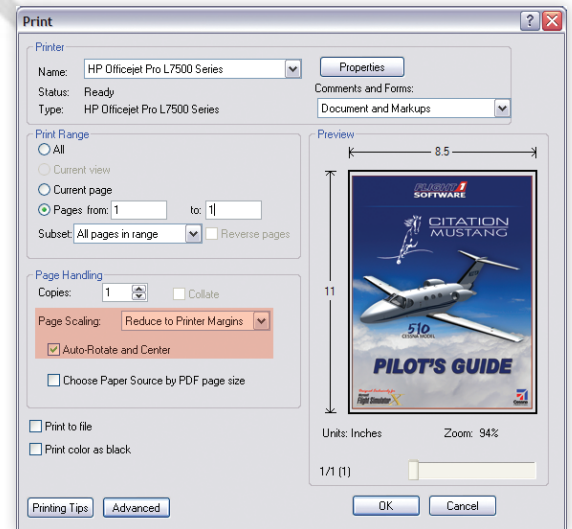 Print
Printer
Name: HP Officejet Pro L7500 Series
Properties
Status: Ready
Comments and Forms:
Type: HP Officejet Pro L7500 Series
Document and Markups
Print Range
All
Current view
Current page
Pages from: 1 to: 1
Subset: All pages in range
Reverse pages
Page Handling
Copies: 1
Collate
Page Scaling: Reduce to Printer Margins
Auto-Rotate and Center
Choose Paper Source by PDF page size
Print to file
Print color as black
Preview
8.5
11
FLIGHT1
SOFTWARE
CITATION
MUSTANG
510
CESSNA MODEL
PILOT'S GUIDE
Flight Simulator X
Units: Inches Zoom: 94%
1/1 (1)
Printing Tips
Advanced
OK
Cancel